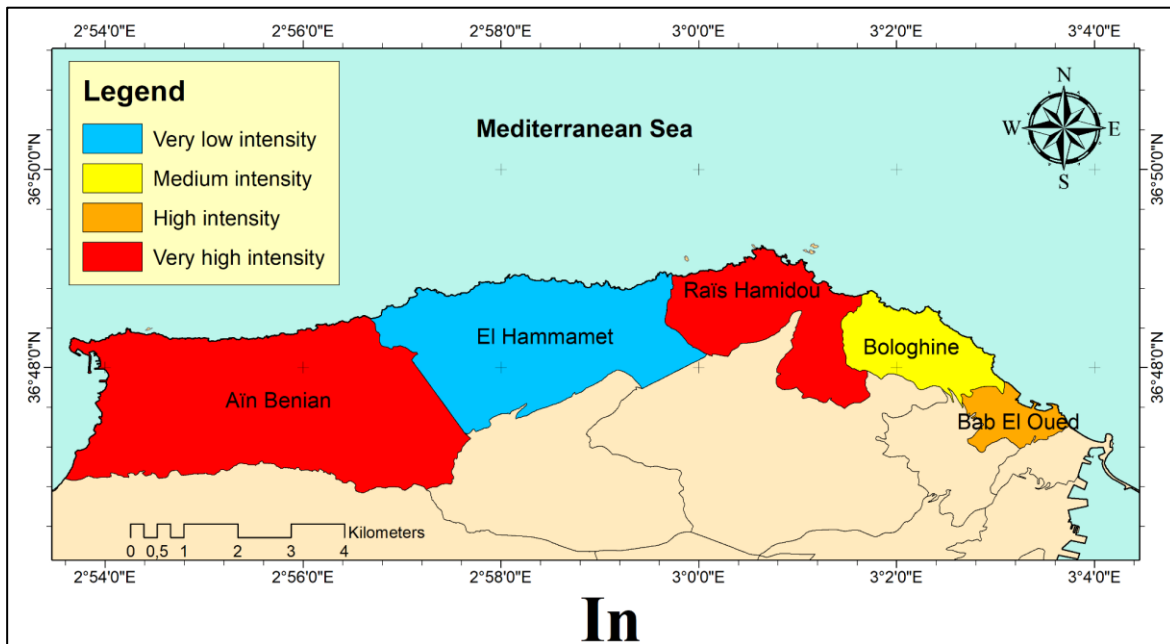 2°54'0"E 2°56'0"E 2°58'0"E 3°0'0"E 3°2'0"E 3°4'0"E
Legend
Very low intensity
Medium intensity
High intensity
Very high intensity
Mediterranean Sea
N
W E
S
36°50'0"N 36°50'0"N
Raïs Hamidou
El Hammamet
Bologhine
36°48'0"N 36°48'0"N
Aïn Benian
Bab El Oued
Kilometers
0 0,5 1 2 3 4
2°54'0"E 2°56'0"E 2°58'0"E 3°0'0"E 3°2'0"E 3°4'0"E
In